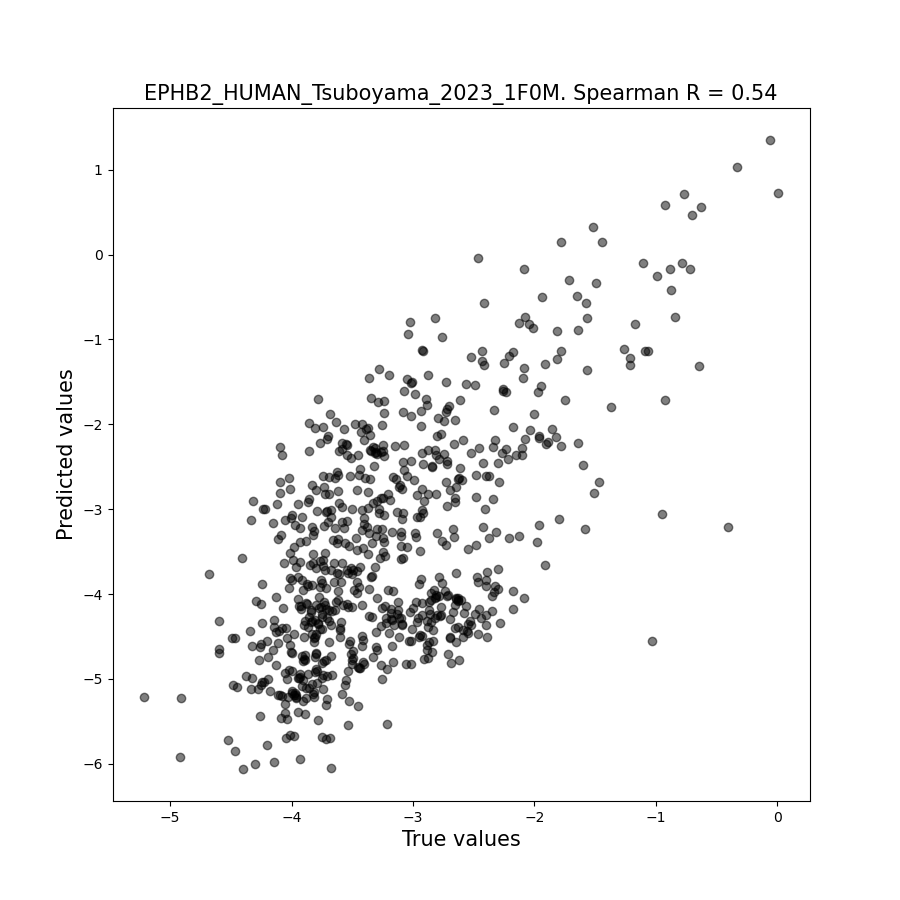 EPHB2_HUMAN_Tsuboyama_2023_1F0M. Spearman R = 0.54
1
0
−1
−2
−3
−4
−5
−6
Predicted values
−5 −4 −3 −2 −1 0
True values